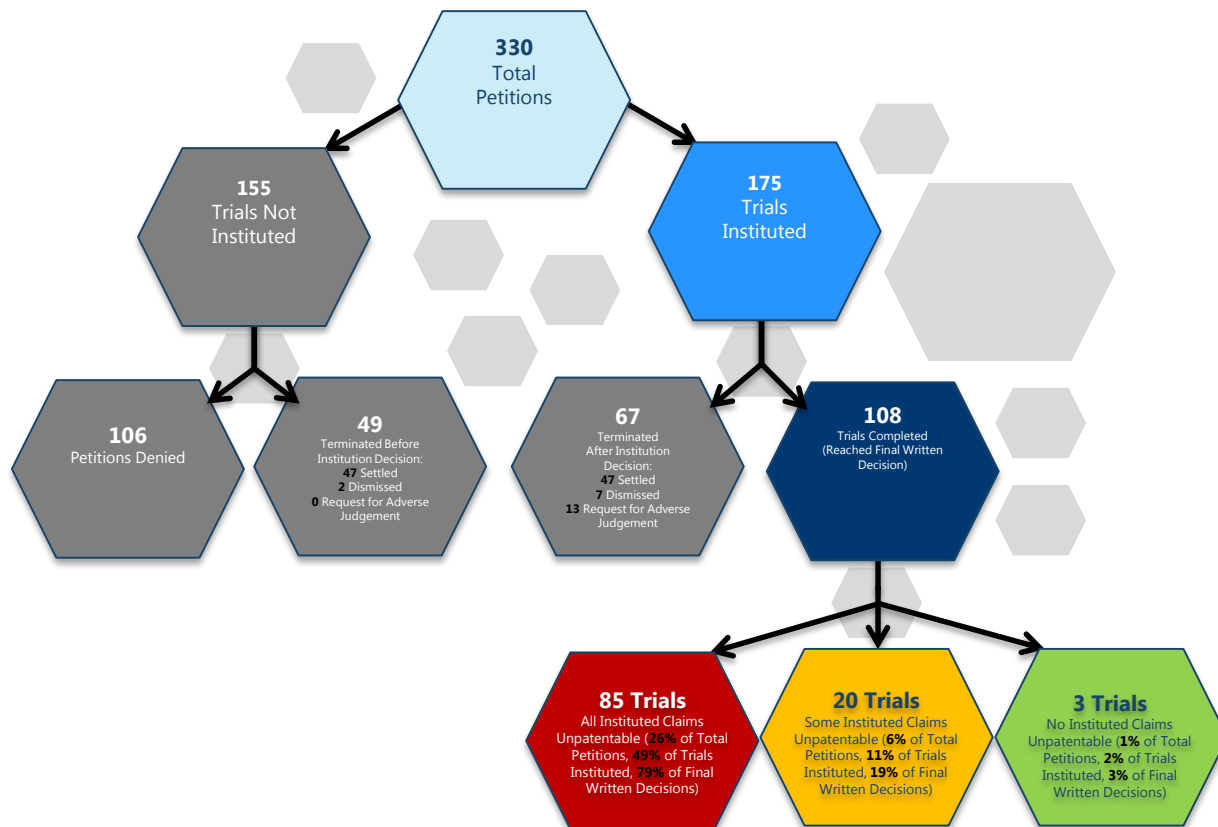 330
Total
Petitions
155
Trials Not
Instituted
175
Trials
Instituted
106
Petitions Denied
49
Terminated Before
Institution Decision:
47 Settled
2 Dismissed
0 Request for Adverse
Judgement
67
Terminated
After Institution
Decision:
47 Settled
7 Dismissed
13 Request for Adverse
Judgement
108
Trials Completed
(Reached Final Written
Decision)
85 Trials
All Instituted Claims
Unpatentable (26% of Total
Petitions, 49% of Trials
Instituted, 79% of Final
Written Decisions)
20 Trials
Some Instituted Claims
Unpatentable (6% of Total
Petitions, 11% of Trials
Instituted, 19% of Final
Written Decisions)
3 Trials
No Instituted Claims
Unpatentable (1% of Total
Petitions, 2% of Trials
Instituted, 3% of Final
Written Decisions)